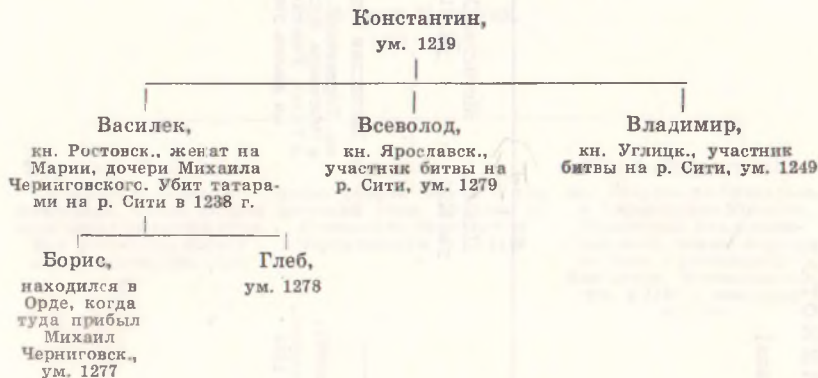 Константин,
ум. 1219
Василек,
кн. Ростовск., женат на
Марии, дочери Михаила
Черниговского. Убит татара-
ми на р. Сити в 1238 г.
Всеволод,
кн. Ярославск.,
участник битвы на
р. Сити, ум. 1279
Владимир,
кн. Углицк., участник
битвы на р. Сити, ум. 1249
Борис,
находился в
Орде, когда
туда прибыл
Михаил
Черниговск.,
ум. 1277
Глеб,
ум. 1278